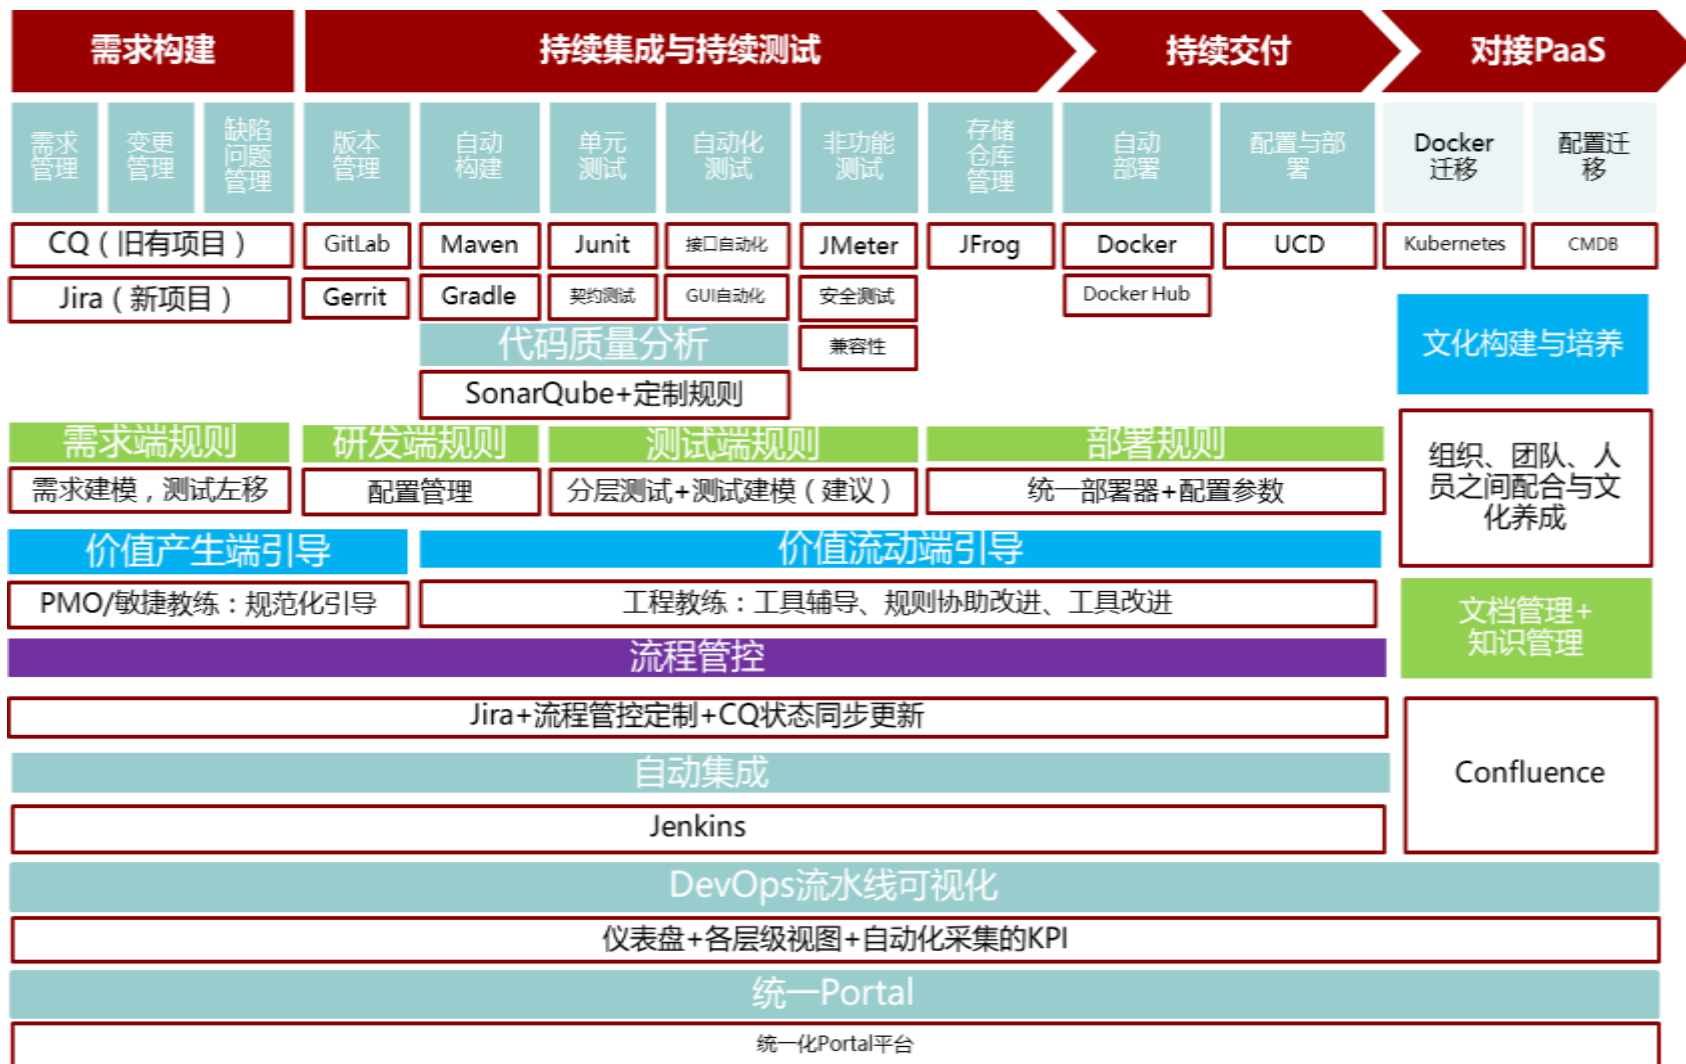 需求构建
持续集成与持续测试
持续交付
对接PaaS
需求
管理
变更
管理
缺陷
问题
管理
版本
管理
自动
构建
单元
测试
自动化
测试
非功能
测试
存储
仓库
管理
自动
部署
配置与部
署
Docker
迁移
配置迁
移
CQ（旧有项目）
GitLab
Maven
Junit
接口自动化
JMeter
JFrog
Docker
UCD
Kubernetes
CMDB
Jira（新项目）
Gerrit
Gradle
契约测试
GUI自动化
安全测试
Docker Hub
代码质量分析
兼容性
文化构建与培养
SonarQube+定制规则
需求端规则
研发端规则
测试端规则
部署规则
组织、团队、人
员之间配合与文
化养成
需求建模，测试左移
配置管理
分层测试+测试建模（建议）
统一部署器+配置参数
价值产生端引导
价值流动端引导
PMO/敏捷教练：规范化引导
工程教练：工具辅导、规则协助改进、工具改进
文档管理+
知识管理
流程管控
Jira+流程管控定制+CQ状态同步更新
自动集成
Confluence
Jenkins
DevOps流水线可视化
仪表盘+各层级视图+自动化采集的KPI
统一Portal
统一化Portal平台